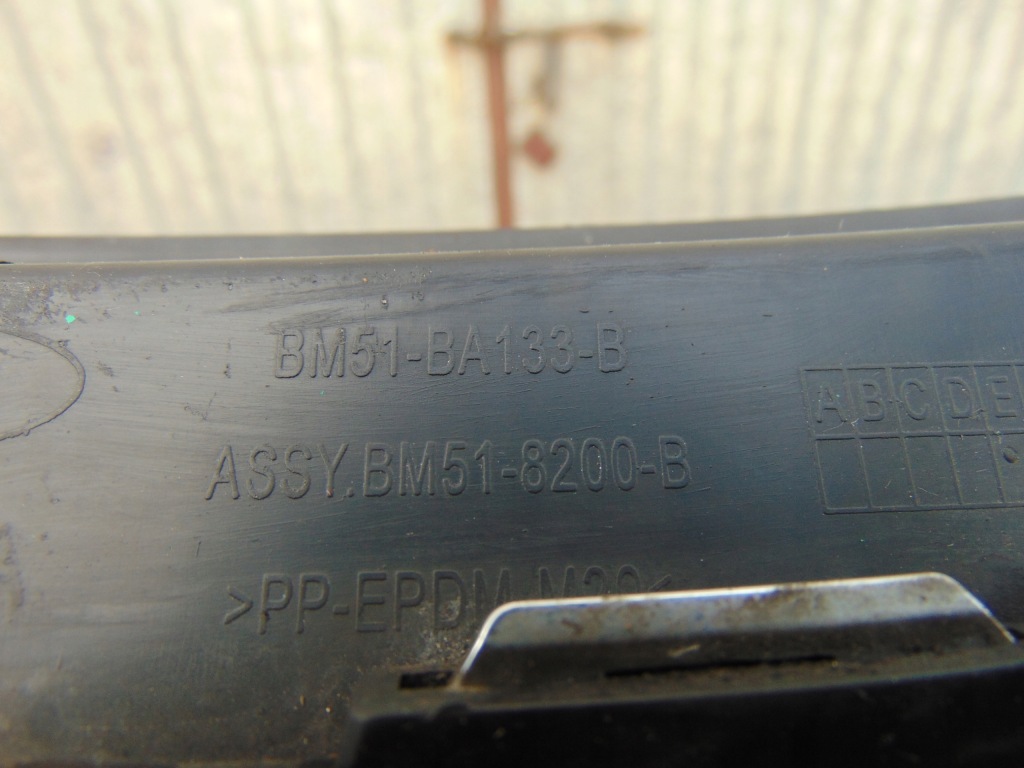 BM51-BA133-B
A B C D E
ASSY.BM51-8200-B
>PP-EPDM